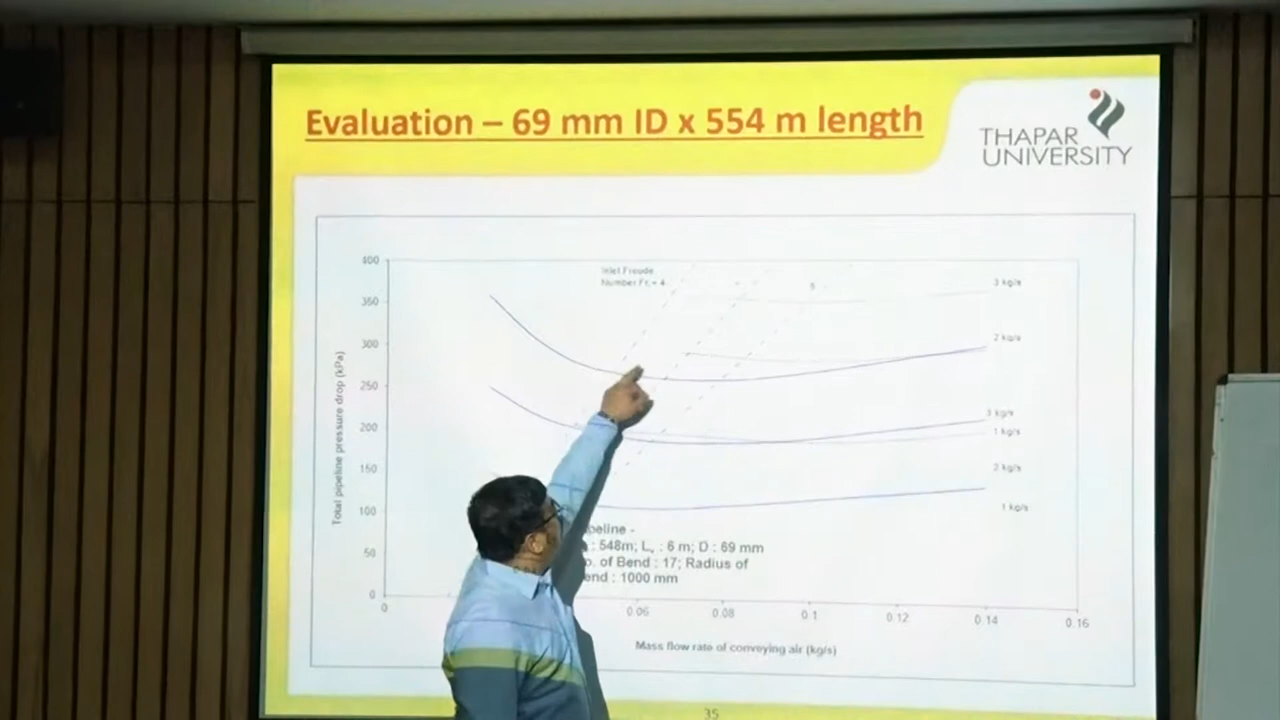 Evaluation – 69 mm ID x 554 m length
THAPAR
UNIVERSITY
400
350
300
250
200
150
100
50
0
Total pipeline pressure drop (kPa)
Inlet Froude
Number Fr. = 4
6
3 kg/s
2 kg/s
3 kg/s
1 kg/s
2 kg/s
1 kg/s
: 548m; L : 6 m; D : 69 mm
of Bend : 17; Radius of
: 1000 mm
0
0.06
0.08
0.1
0.12
0.14
0.16
Mass flow rate of conveying air (kg/s)
35